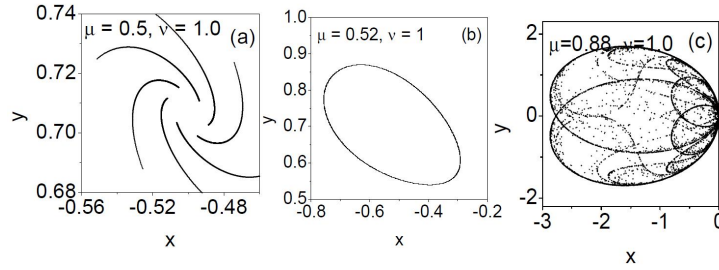 μ = 0.5, ν = 1.0
(a)
0.74
0.72
0.70
0.68
y
-0.56
-0.52
-0.48
x
μ = 0.52, ν = 1
(b)
1.0
0.9
0.8
0.7
0.6
0.5
y
-0.8
-0.6
-0.4
-0.2
x
μ=0.88, ν=1.0
(c)
2
0
-2
y
-3
-2
-1
0
x